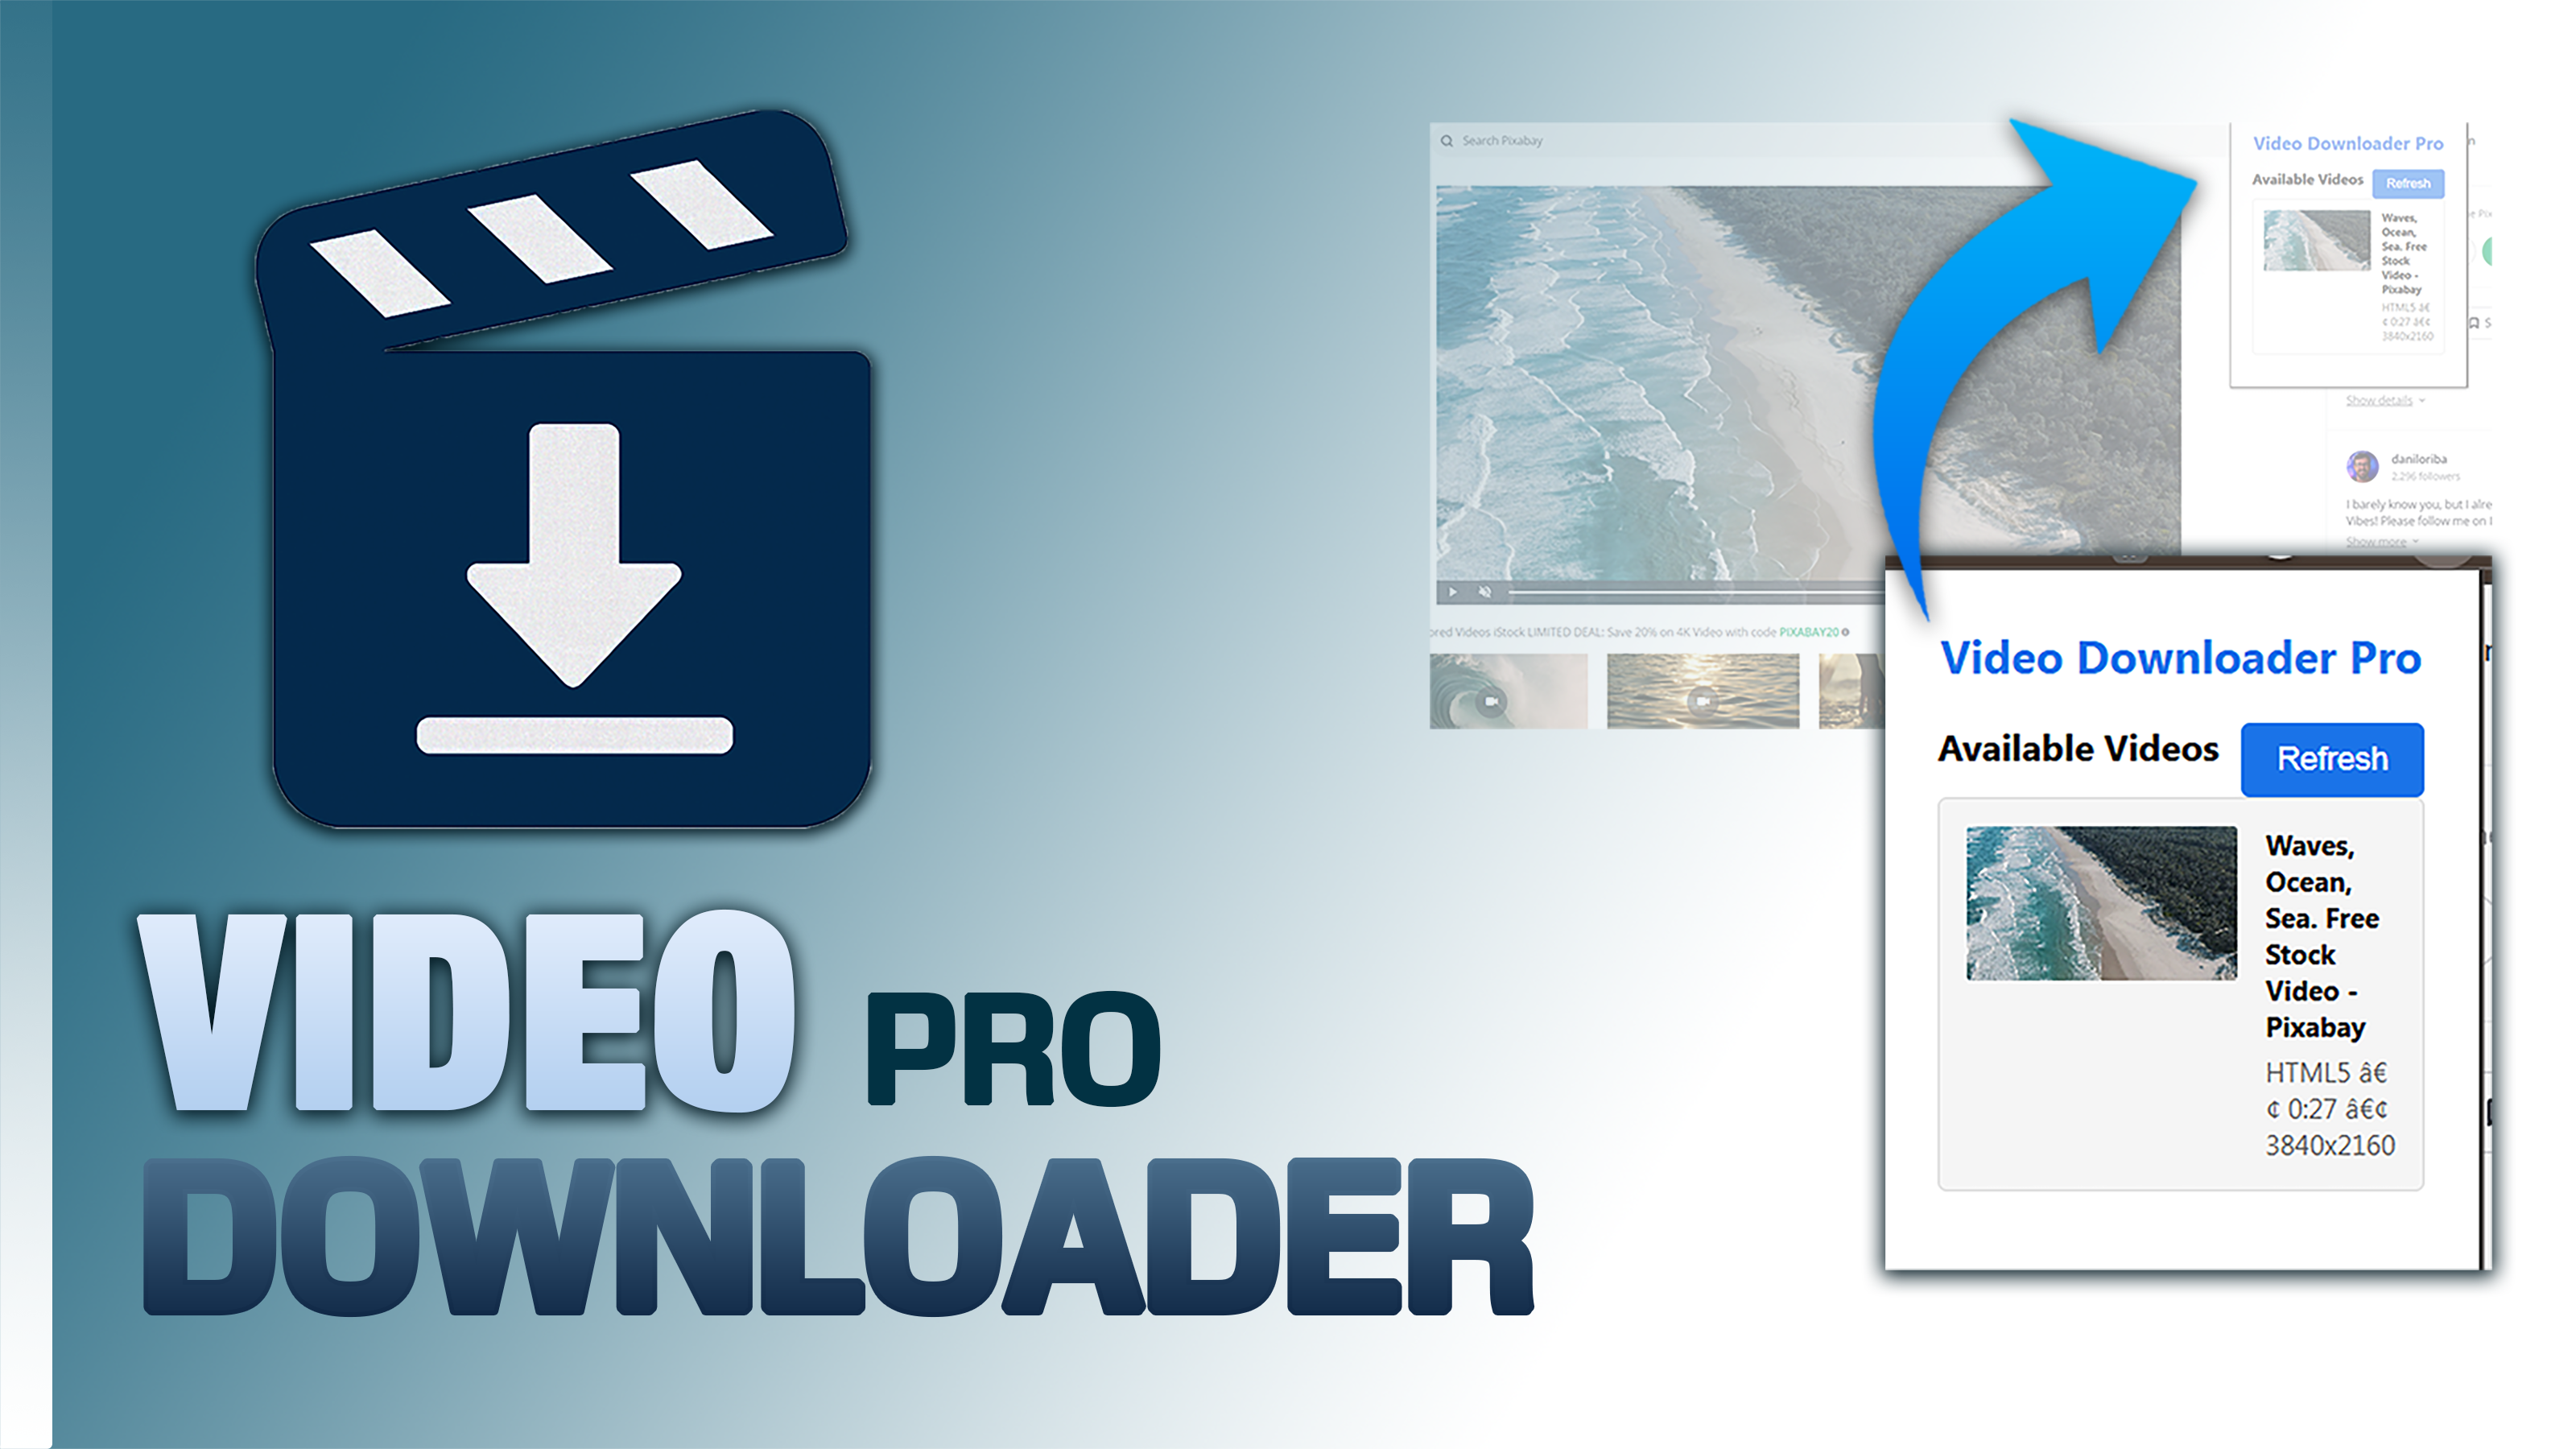 VIDEO PRO
DOWNLOADER
Search Pixabay
Video Downloader Pro
Available Videos Refresh
Waves,
Ocean,
Sea. Free
Stock
Video -
Pixabay
HTML5 â€
¢ 0:27 â€¢
3840x2160
Show details
daniloriba
2,296 followers
I barely know you, but I alre
Vibes! Please follow me on I
Show more
ored Videos iStock LIMITED DEAL: Save 20% on 4K Video with code PIXABAY20
Video Downloader Pro
Available Videos Refresh
Waves,
Ocean,
Sea. Free
Stock
Video -
Pixabay
HTML5 â€
¢ 0:27 â€¢
3840x2160